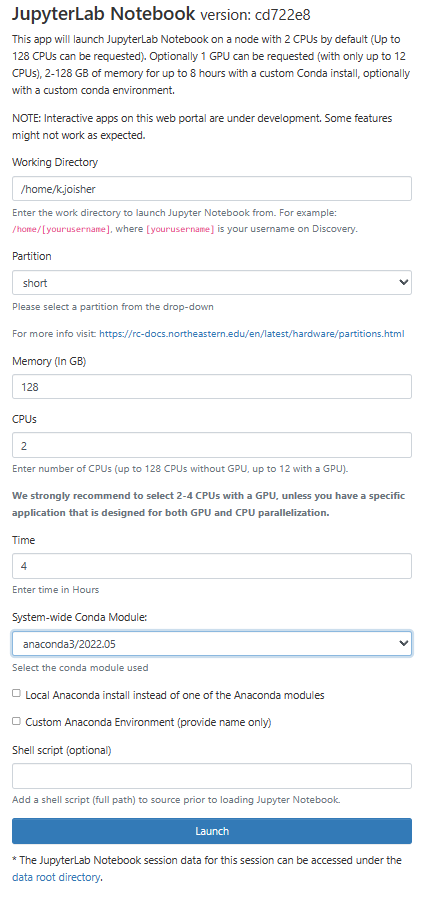 JupyterLab Notebook version: cd722e8
This app will launch JupyterLab Notebook on a node with 2 CPUs by default (Up to
128 CPUs can be requested). Optionally 1 GPU can be requested (with only up to 12
CPUs), 2-128 GB of memory for up to 8 hours with a custom Conda install, optionally
with a custom conda environment.
NOTE: Interactive apps on this web portal are under development. Some features
might not work as expected.
Working Directory
/home/k.joisher
Enter the work directory to launch Jupyter Notebook from. For example:
/home/[yourusername], where [yourusername] is your username on Discovery.
Partition
short
Please select a partition from the drop-down
For more info visit: https://rc-docs.northeastern.edu/en/latest/hardware/partitions.html
Memory (In GB)
128
CPUs
2
Enter number of CPUs (up to 128 CPUs without GPU, up to 12 with a GPU).
We strongly recommend to select 2-4 CPUs with a GPU, unless you have a specific
application that is designed for both GPU and CPU parallelization.
Time
4
Enter time in Hours
System-wide Conda Module:
anaconda3/2022.05
Select the conda module used
Local Anaconda install instead of one of the Anaconda modules
Custom Anaconda Environment (provide name only)
Shell script (optional)
Add a shell script (full path) to source prior to loading Jupyter Notebook.
Launch
* The JupyterLab Notebook session data for this session can be accessed under the
data root directory.